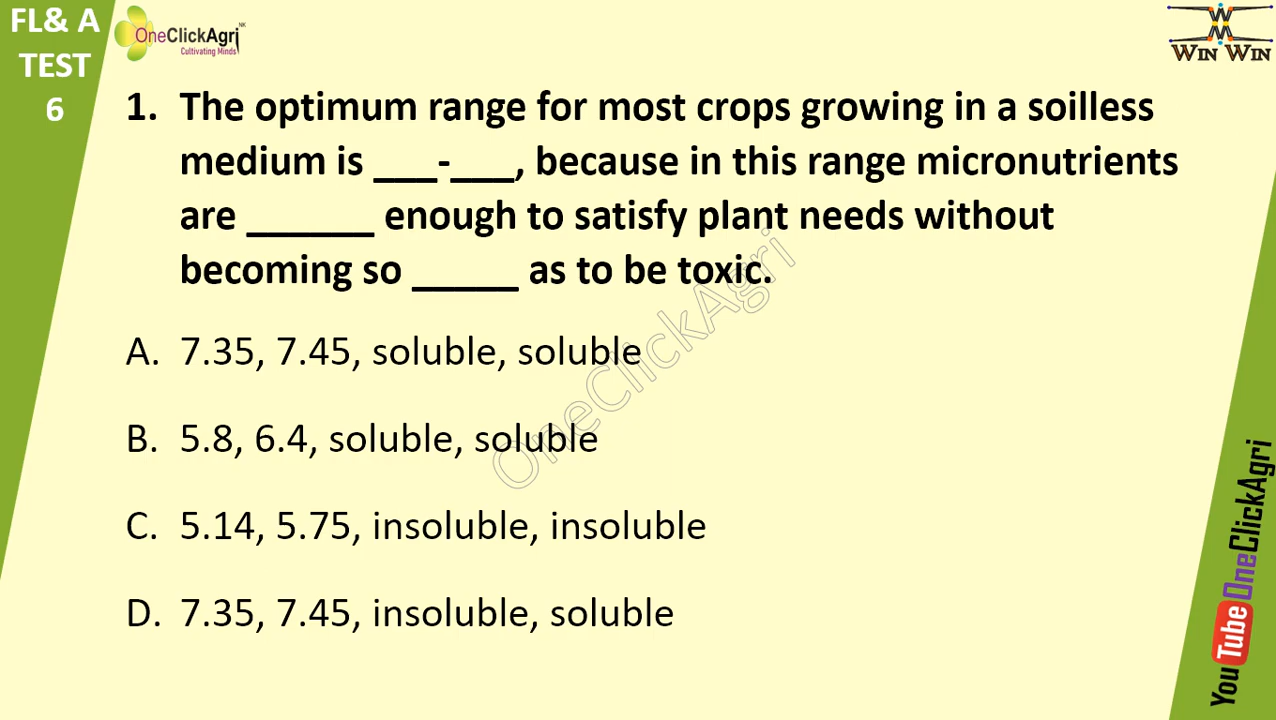 FL& A
TEST
6
OneClickAgri NK
Cultivating Minds
WIN WIN
1. The optimum range for most crops growing in a soilless
medium is ___-___, because in this range micronutrients
are ______ enough to satisfy plant needs without
becoming so _____ as to be toxic.
A. 7.35, 7.45, soluble, soluble
B. 5.8, 6.4, soluble, soluble
C. 5.14, 5.75, insoluble, insoluble
D. 7.35, 7.45, insoluble, soluble
OneClickAgri
YouTube OneClickAgri